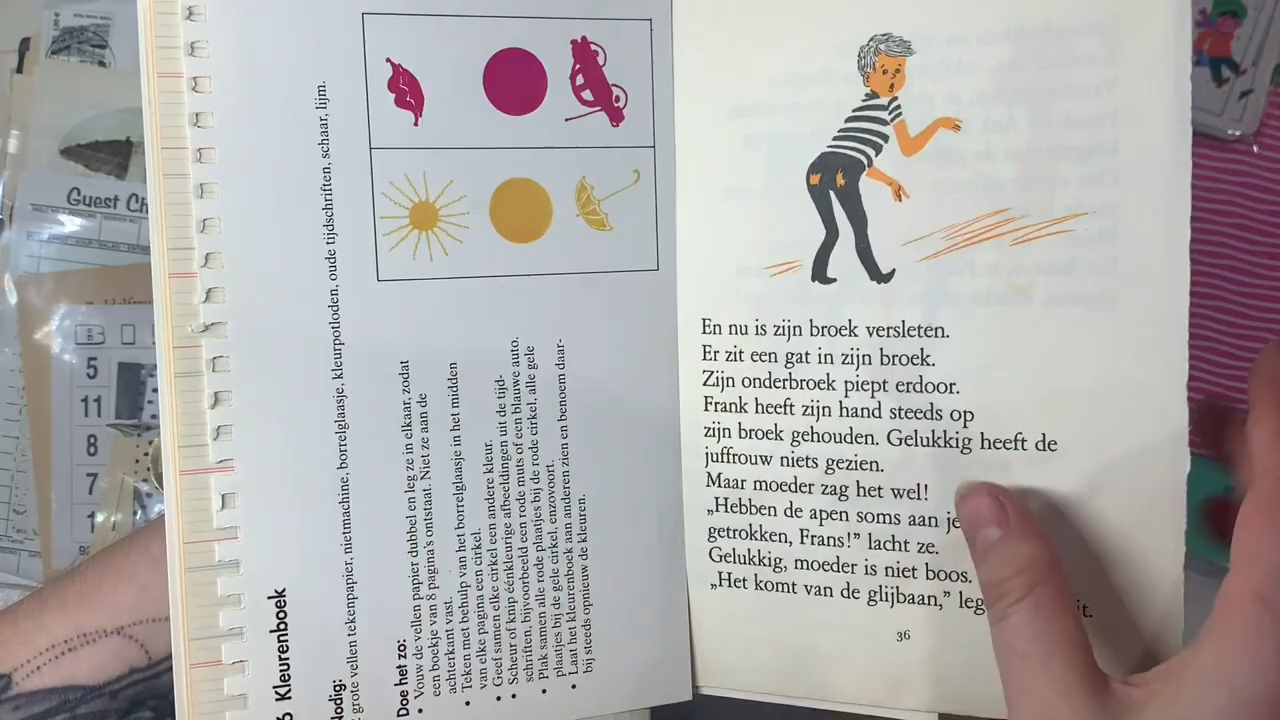 Guest Ch
B I
5
11
8
7
1
6 Kleurenboek
Nodig:
grote vellen tekenpapier, nietmachine, borrelglaasje, kleurpotloden, oude tijdschriften, schaar, lijm.
Doe het zo:
• Vouw de vellen papier dubbel en leg ze in elkaar, zodat
een boekje van 8 pagina's ontstaat. Niet ze aan de
achterkant vast.
• Teken met behulp van het borrelglaasje in het midden
van elke pagina een cirkel.
• Geef samen elke cirkel een andere kleur.
• Scheur of knip éénkleurige afbeeldingen uit de tijd-
schriften, bijvoorbeeld een rode muts of een blauwe auto.
• Plak samen alle rode plaatjes bij de rode cirkel, alle gele
plaatjes bij de gele cirkel, enzovoort.
• Laat het kleurenboek aan anderen zien en benoem daar-
bij steeds opnieuw de kleuren.
En nu is zijn broek versleten.
Er zit een gat in zijn broek.
Zijn onderbroek piept erdoor.
Frank heeft zijn hand steeds op
zijn broek gehouden. Gelukkig heeft de
juffrouw niets gezien.
Maar moeder zag het wel!
„Hebben de apen soms aan je
getrokken, Frans!” lacht ze.
Gelukkig, moeder is niet boos.
„Het komt van de glijbaan,” leg
it.
36